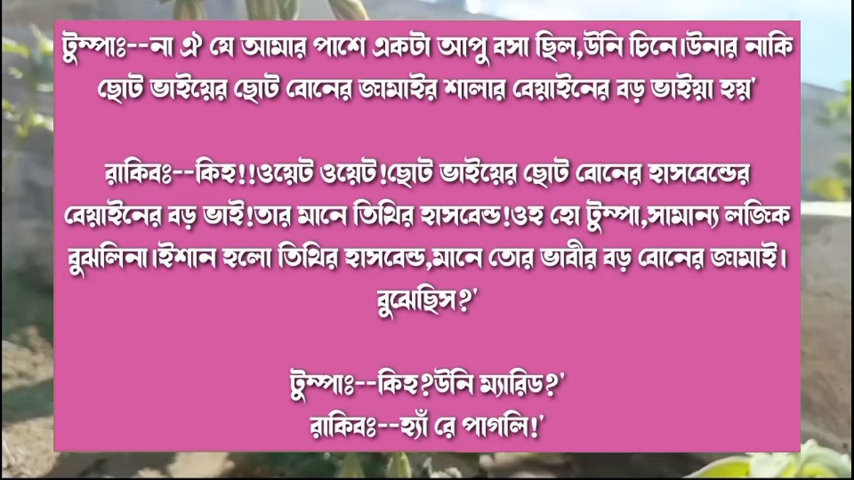 টুম্পাঃ--না ঐ যে আমার পাশে একটা আপু বসা ছিল,উনি চিনে।উনার নাকি
ছোট ভাইয়ের ছোট বোনের জামাইর শালার বেয়াইনের বড় ভাইয়া হয়'
রাকিবঃ--কিহ!!ওয়েট ওয়েট!ছোট ভাইয়ের ছোট বোনের হাসবেন্ডের
বেয়াইনের বড় ভাই!তার মানে তিথির হাসবেন্ড!ওহ হো টুম্পা,সামান্য লজিক
বুঝলিনা।ইশান হলো তিথির হাসবেন্ড,মানে তোর ভাবীর বড় বোনের জামাই।
বুঝেছিস?'
টুম্পাঃ--কিহ?উনি ম্যারিড?'
রাকিবঃ--হ্যাঁ রে পাগলি!'